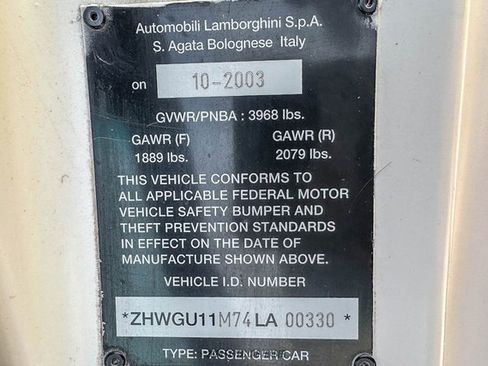 Automobili Lamborghini S.p.A.
S. Agata Bolognese Italy
on 10-2003
GVWR/PNBA : 3968 lbs.
GAWR (F) GAWR (R)
1889 lbs. 2079 lbs.
THIS VEHICLE CONFORMS TO
ALL APPLICABLE FEDERAL MOTOR
VEHICLE SAFETY BUMPER AND
THEFT PREVENTION STANDARDS
IN EFFECT ON THE DATE OF
MANUFACTURE SHOWN ABOVE.
VEHICLE I.D. NUMBER
*ZHWGU11M74LA 00330 *
TYPE: PASSENGER CAR